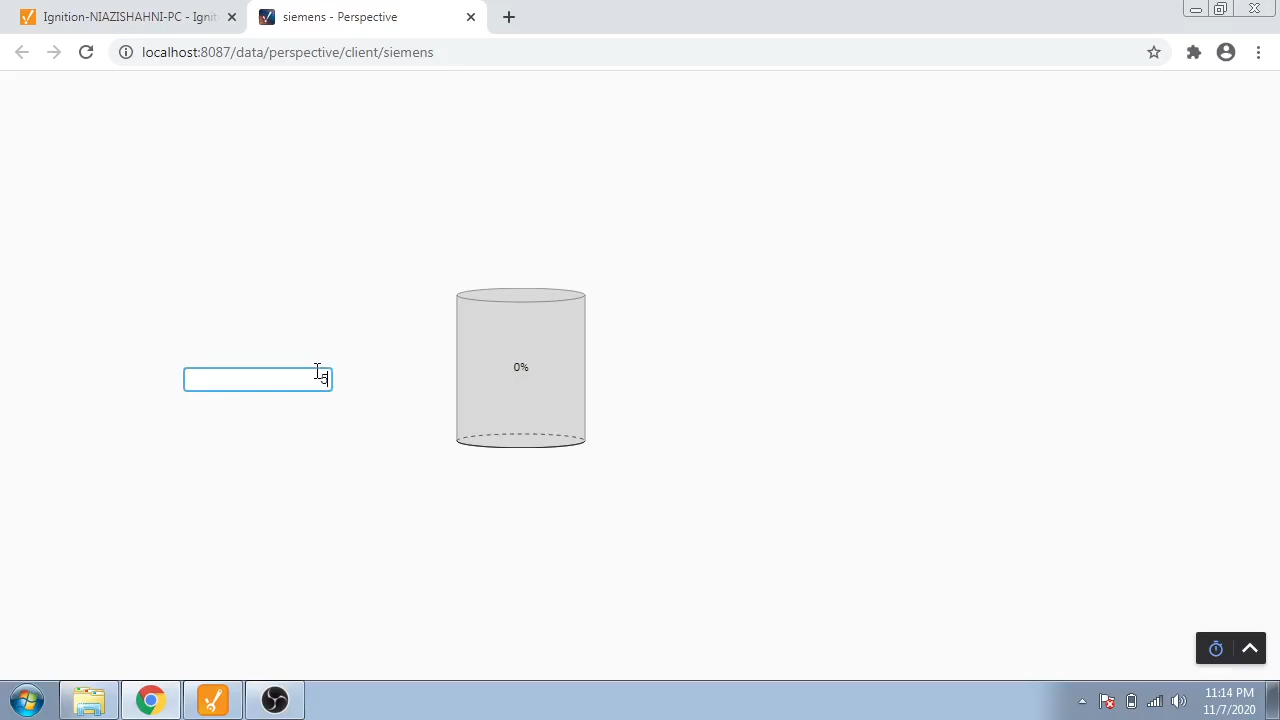 Ignition-NIAZISHAHNI-PC - Ignit
siemens - Perspective
localhost:8087/data/perspective/client/siemens
0%
5
11:14 PM
11/7/2020